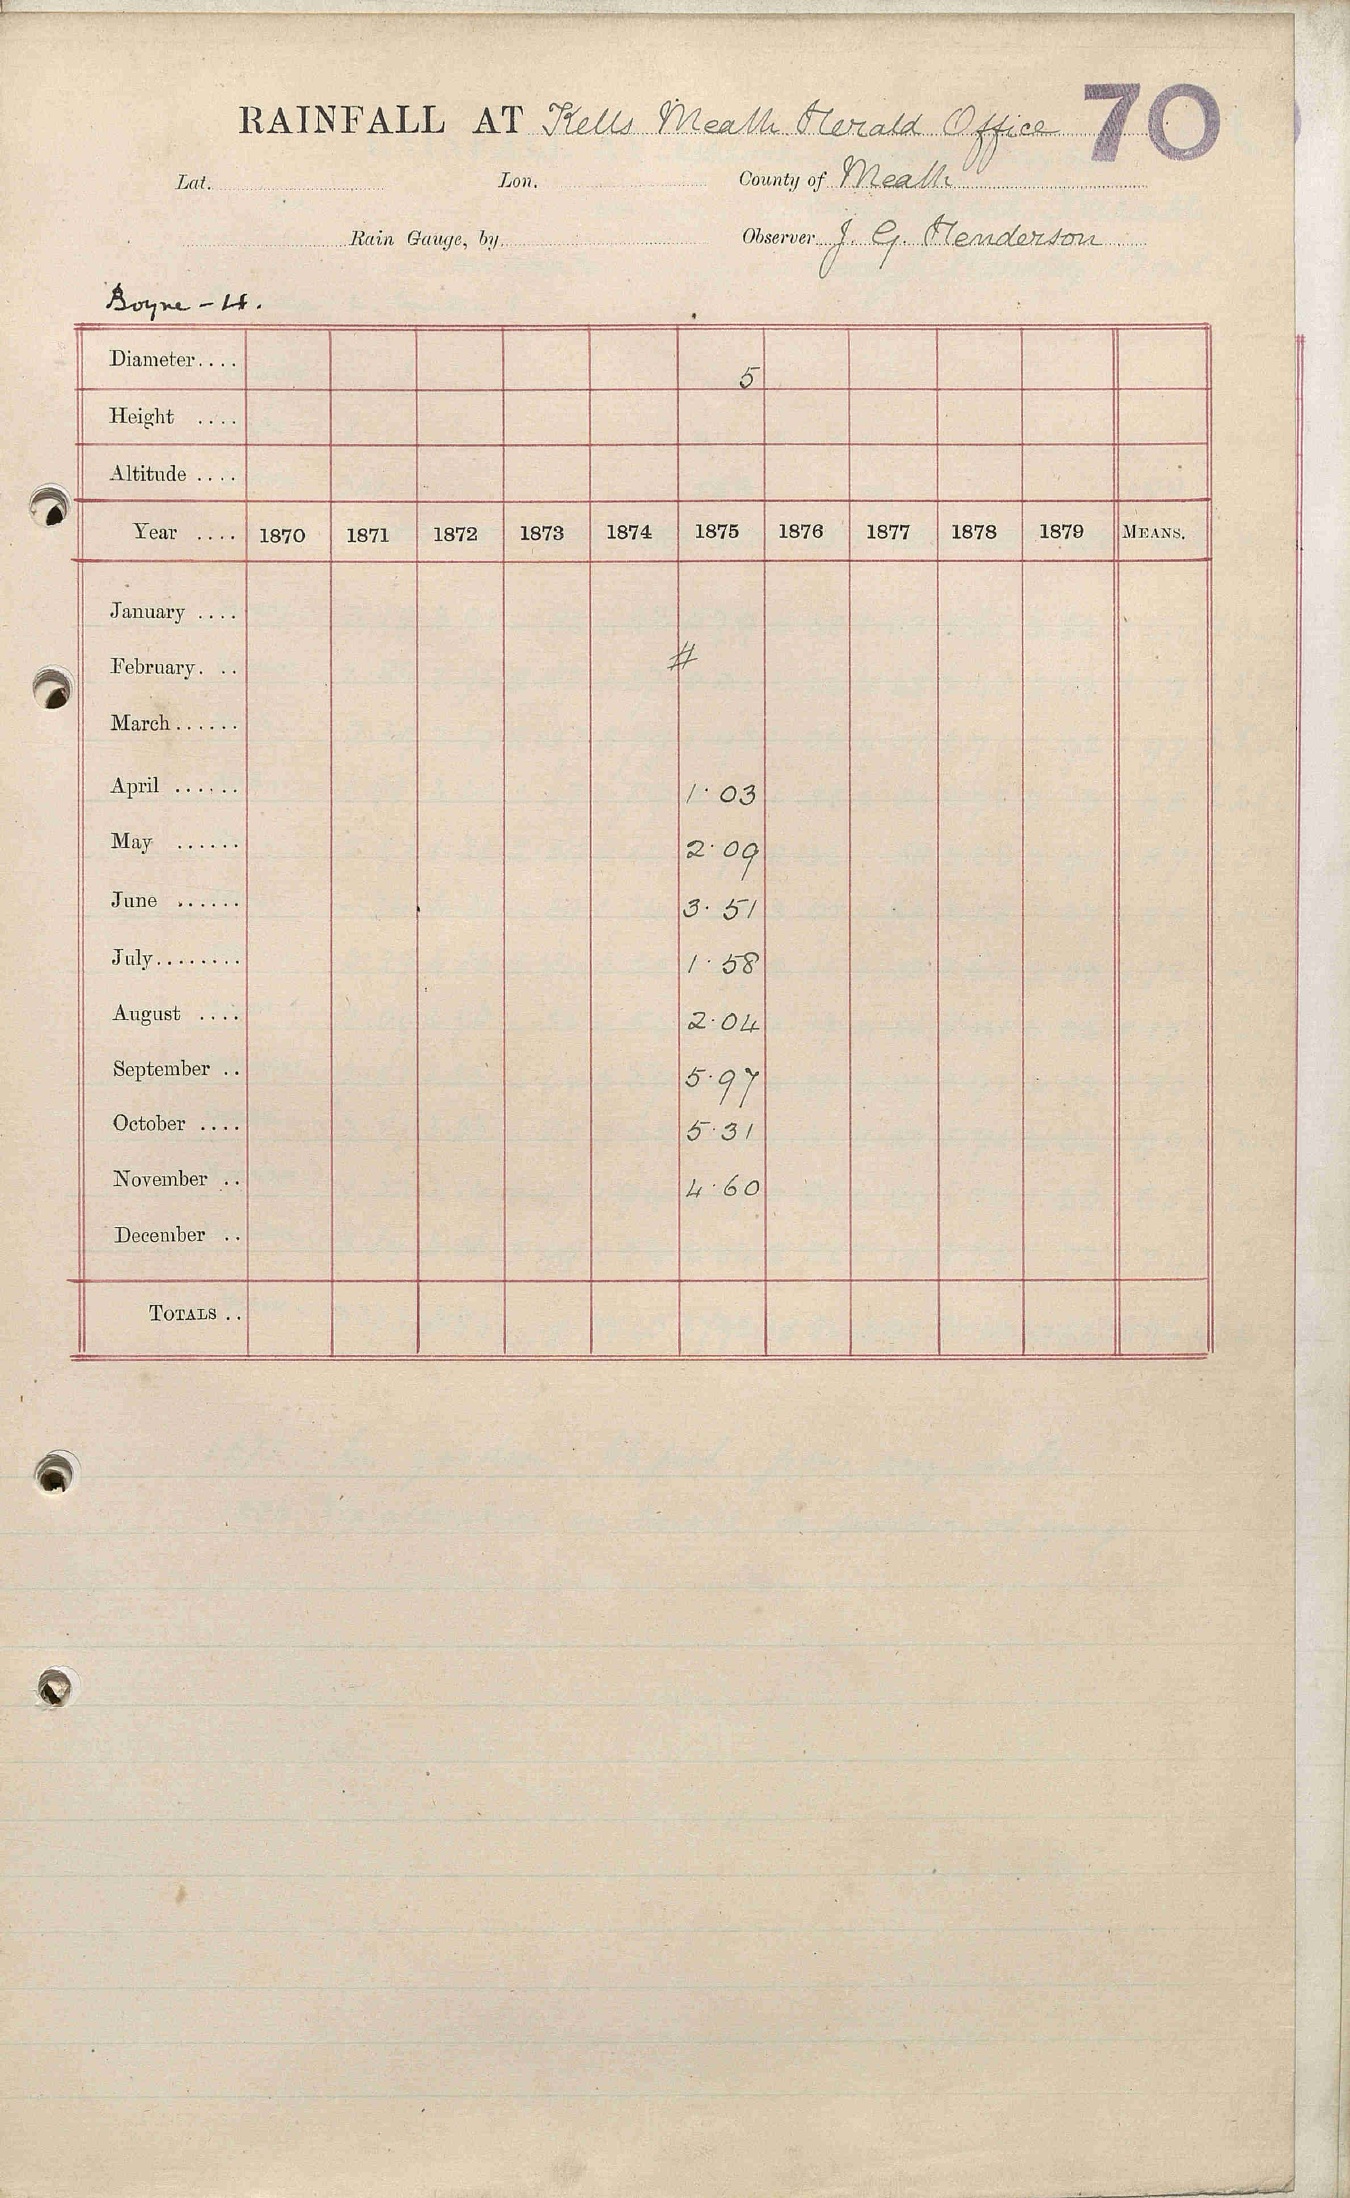 RAINFALL AT Kells Meath Herald Office 70
Lat. Lon. County of Meath
Rain Gauge, by Observer J. G. Henderson
Boyne - 4.
Diameter.... 5
Height ....
Altitude ....
Year .... 1870 1871 1872 1873 1874 1875 1876 1877 1878 1879 MEANS.
January ....
February. .. #
March......
April ...... 1.03
May ...... 2.09
June ...... 3.51
July........ 1.58
August .... 2.04
September .. 5.97
October .... 5.31
November .. 4.60
December ..
TOTALS ..